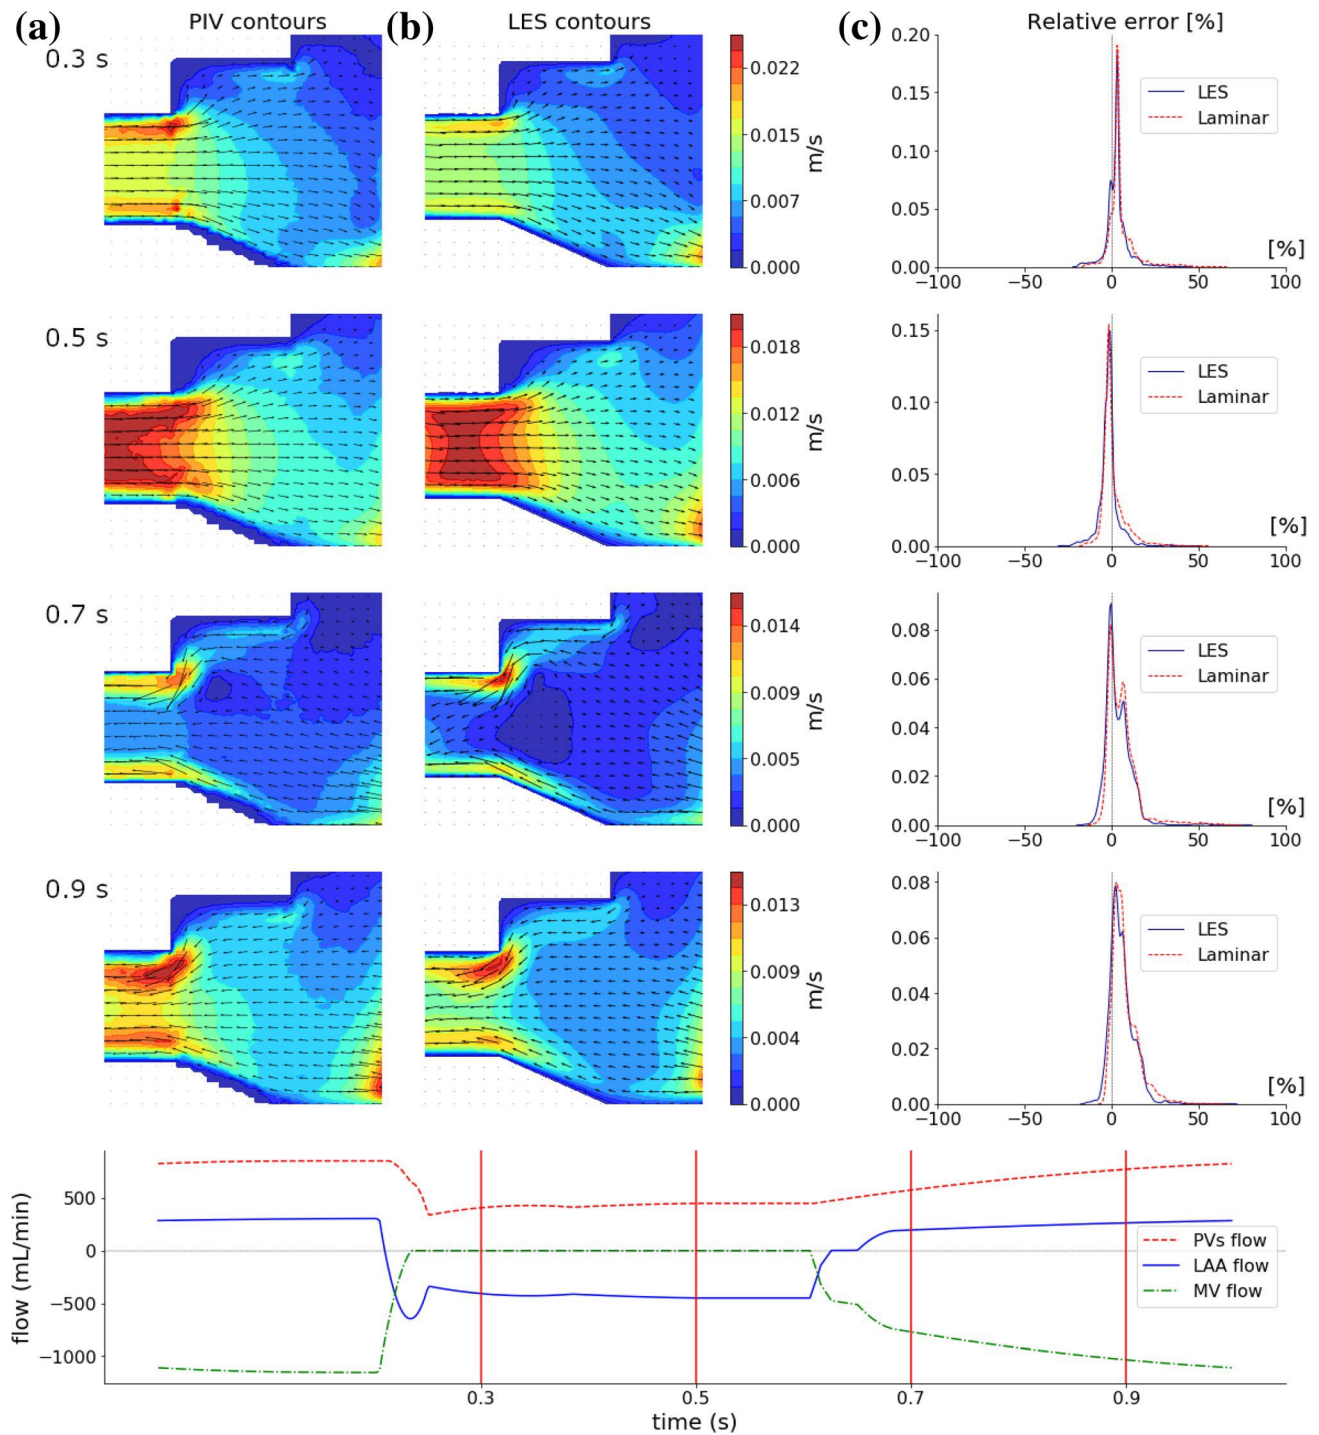 (a) PIV contours (b) LES contours (c) Relative error [%]
0.3 s
0.022
0.015
0.007
0.000
m/s
0.20
0.15
0.10
0.05
0.00
LES
Laminar
[%]
−100 −50 0 50 100
0.5 s
0.018
0.012
0.006
0.000
m/s
0.15
0.10
0.05
0.00
LES
Laminar
[%]
−100 −50 0 50 100
0.7 s
0.014
0.009
0.005
0.000
m/s
0.08
0.06
0.04
0.02
0.00
LES
Laminar
[%]
−100 −50 0 50 100
0.9 s
0.013
0.009
0.004
0.000
m/s
0.08
0.06
0.04
0.02
0.00
LES
Laminar
[%]
−100 −50 0 50 100
flow (mL/min)
500
0
−500
−1000
PVs flow
LAA flow
MV flow
0.3 0.5 0.7 0.9
time (s)